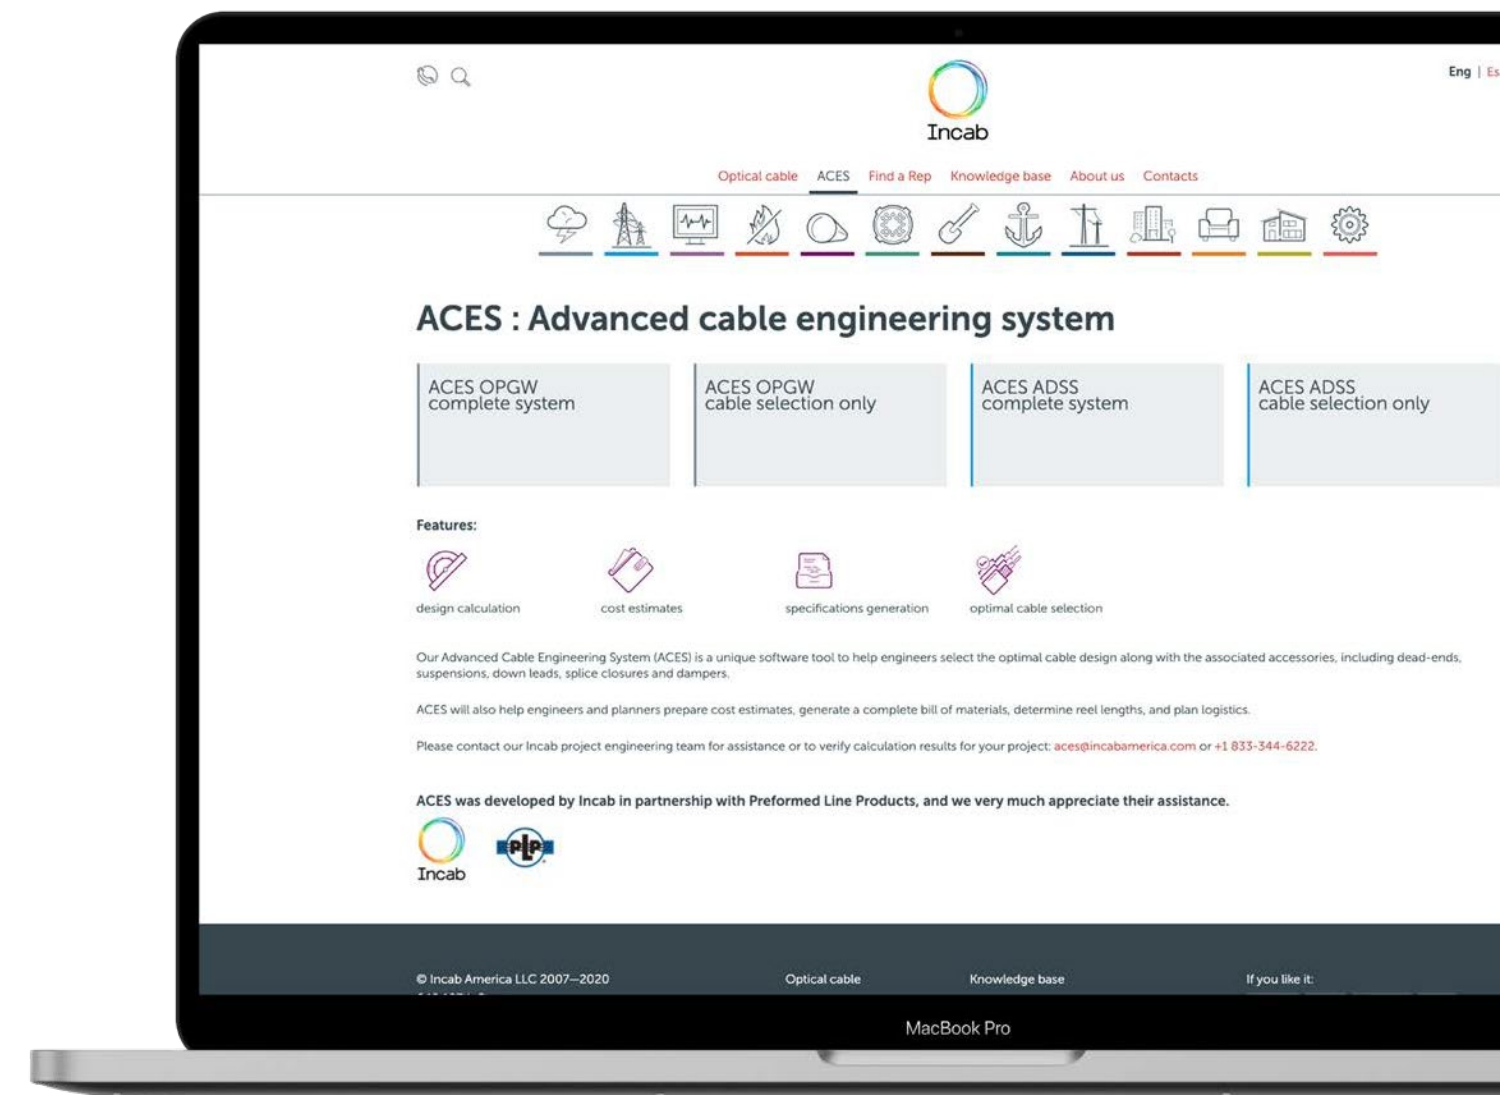 Eng | Es
Incab
Optical cable ACES Find a Rep Knowledge base About us Contacts
ACES : Advanced cable engineering system
ACES OPGW
complete system
ACES OPGW
cable selection only
ACES ADSS
complete system
ACES ADSS
cable selection only
Features:
design calculation
cost estimates
specifications generation
optimal cable selection
Our Advanced Cable Engineering System (ACES) is a unique software tool to help engineers select the optimal cable design along with the associated accessories, including dead-ends,
suspensions, down leads, splice closures and dampers.
ACES will also help engineers and planners prepare cost estimates, generate a complete bill of materials, determine reel lengths, and plan logistics.
Please contact our Incab project engineering team for assistance or to verify calculation results for your project: aces@incabamerica.com or +1 833-344-6222.
ACES was developed by Incab in partnership with Preformed Line Products, and we very much appreciate their assistance.
Incab
PLP
© Incab America LLC 2007—2020
Optical cable
Knowledge base
If you like it:
MacBook Pro